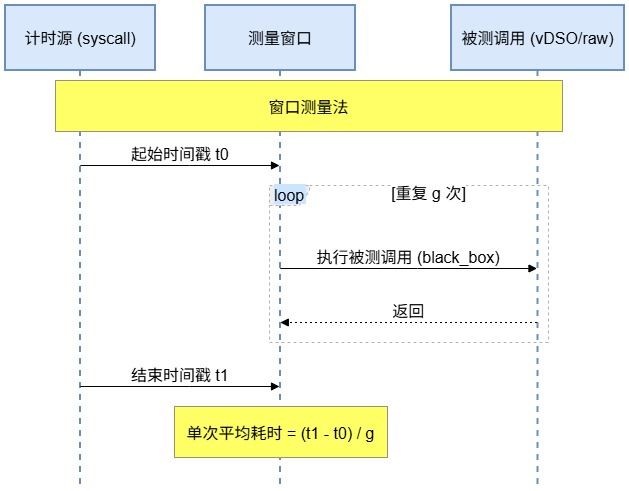 计时源 (syscall)
测量窗口
被测调用 (vDSO/raw)
窗口测量法
起始时间戳 t0
loop
[重复 g 次]
执行被测调用 (black_box)
返回
结束时间戳 t1
单次平均耗时 = (t1 - t0) / g